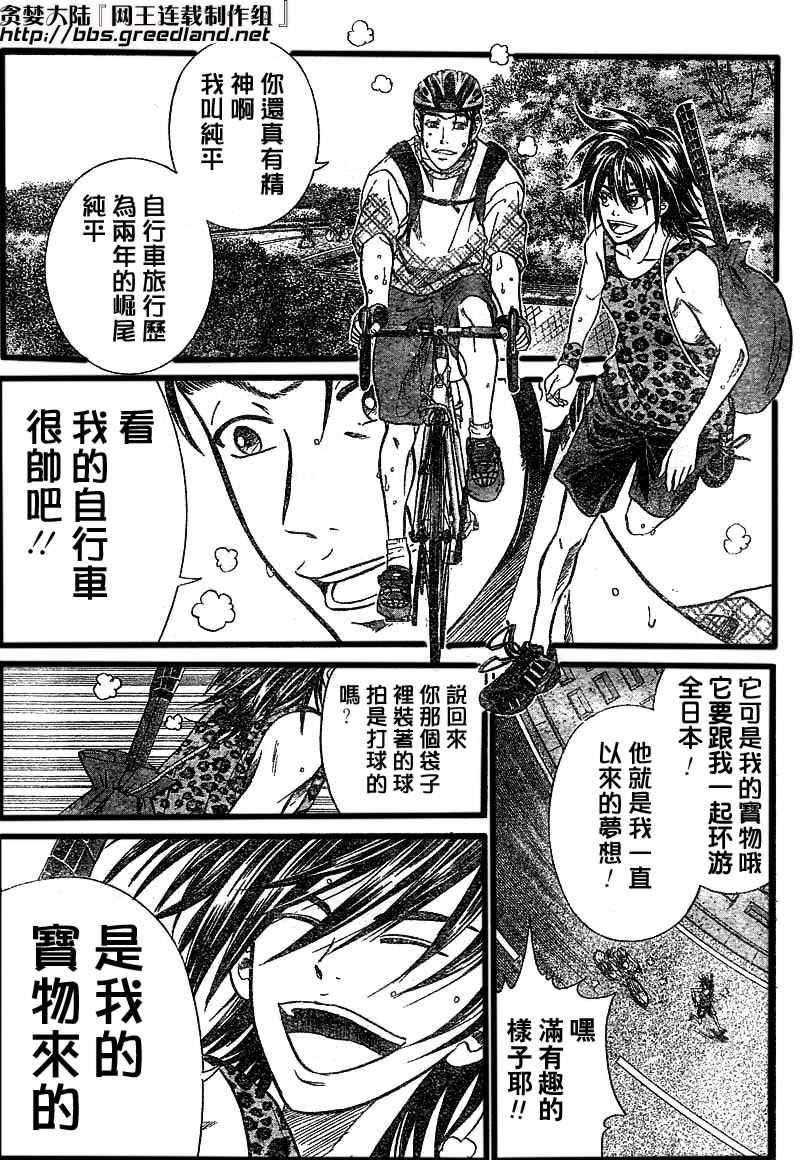 贪婪大陆『网王连载制作组』
http://bbs.greedland.net
你還真有精
神啊
我叫純平
自行車旅行歷
為兩年的崛尾
純平
看
我的自行車
很帥吧!!
它可是我的寶物哦
它要跟我一起环游
全日本!
他就是我一直
以來的夢想!
嘿
滿有趣的
樣子耶!!
說回來
你那個袋子
裡裝著的球
拍是打球的
嗎?
是我的
寶物來的